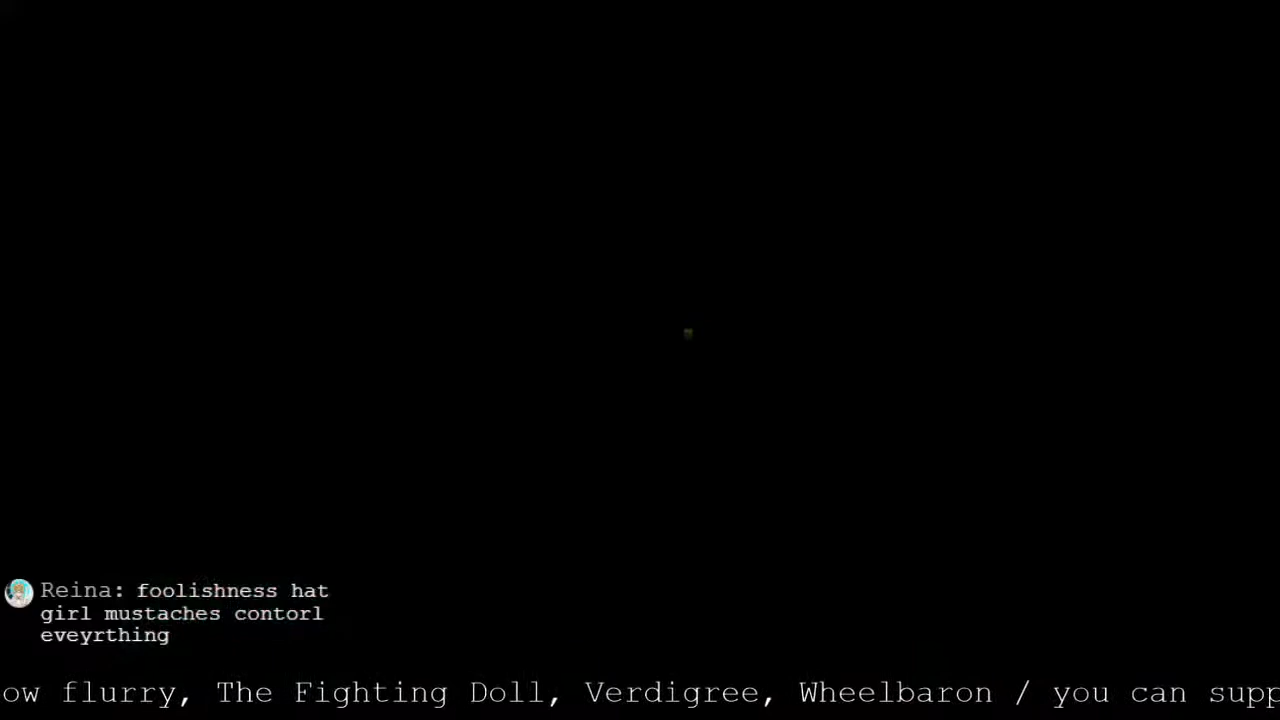 Reina: foolishness hat
girl mustaches contorl
eveyrthing
ow flurry, The Fighting Doll, Verdigree, Wheelbaron / you can supp